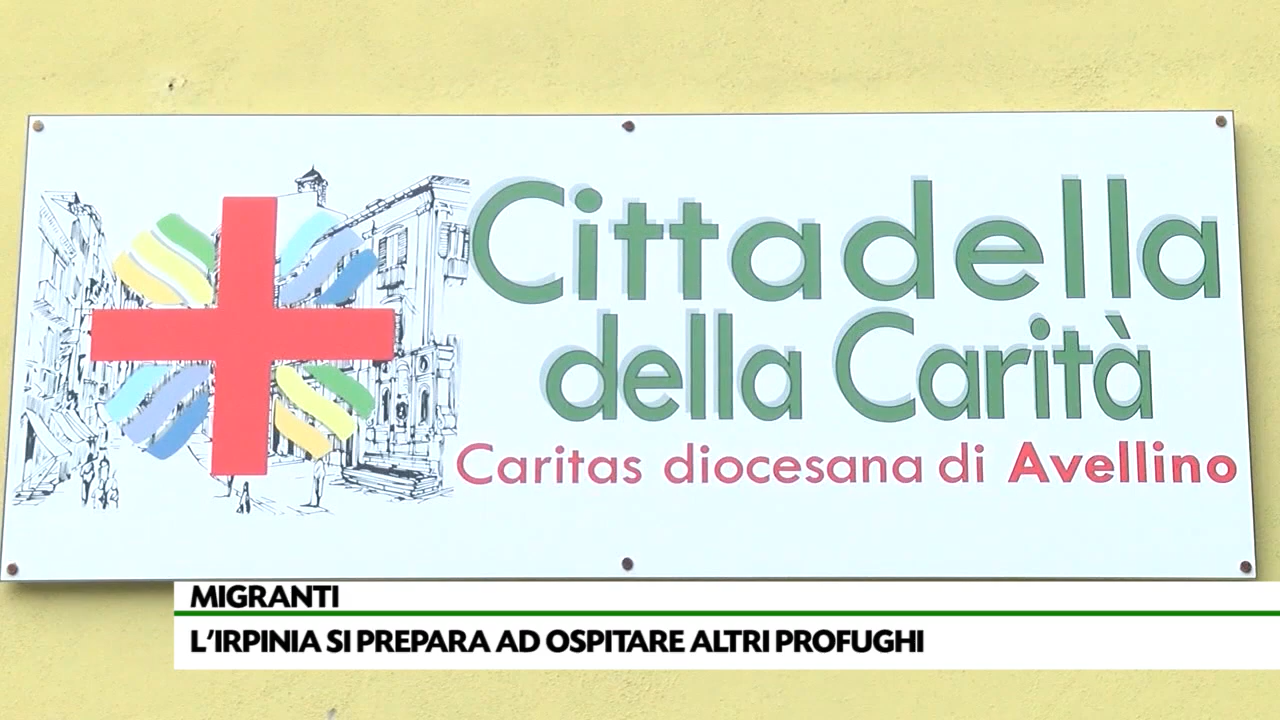 Cittadella
della Carità
Caritas diocesana di Avellino
MIGRANTI
L'IRPINIA SI PREPARA AD OSPITARE ALTRI PROFUGHI